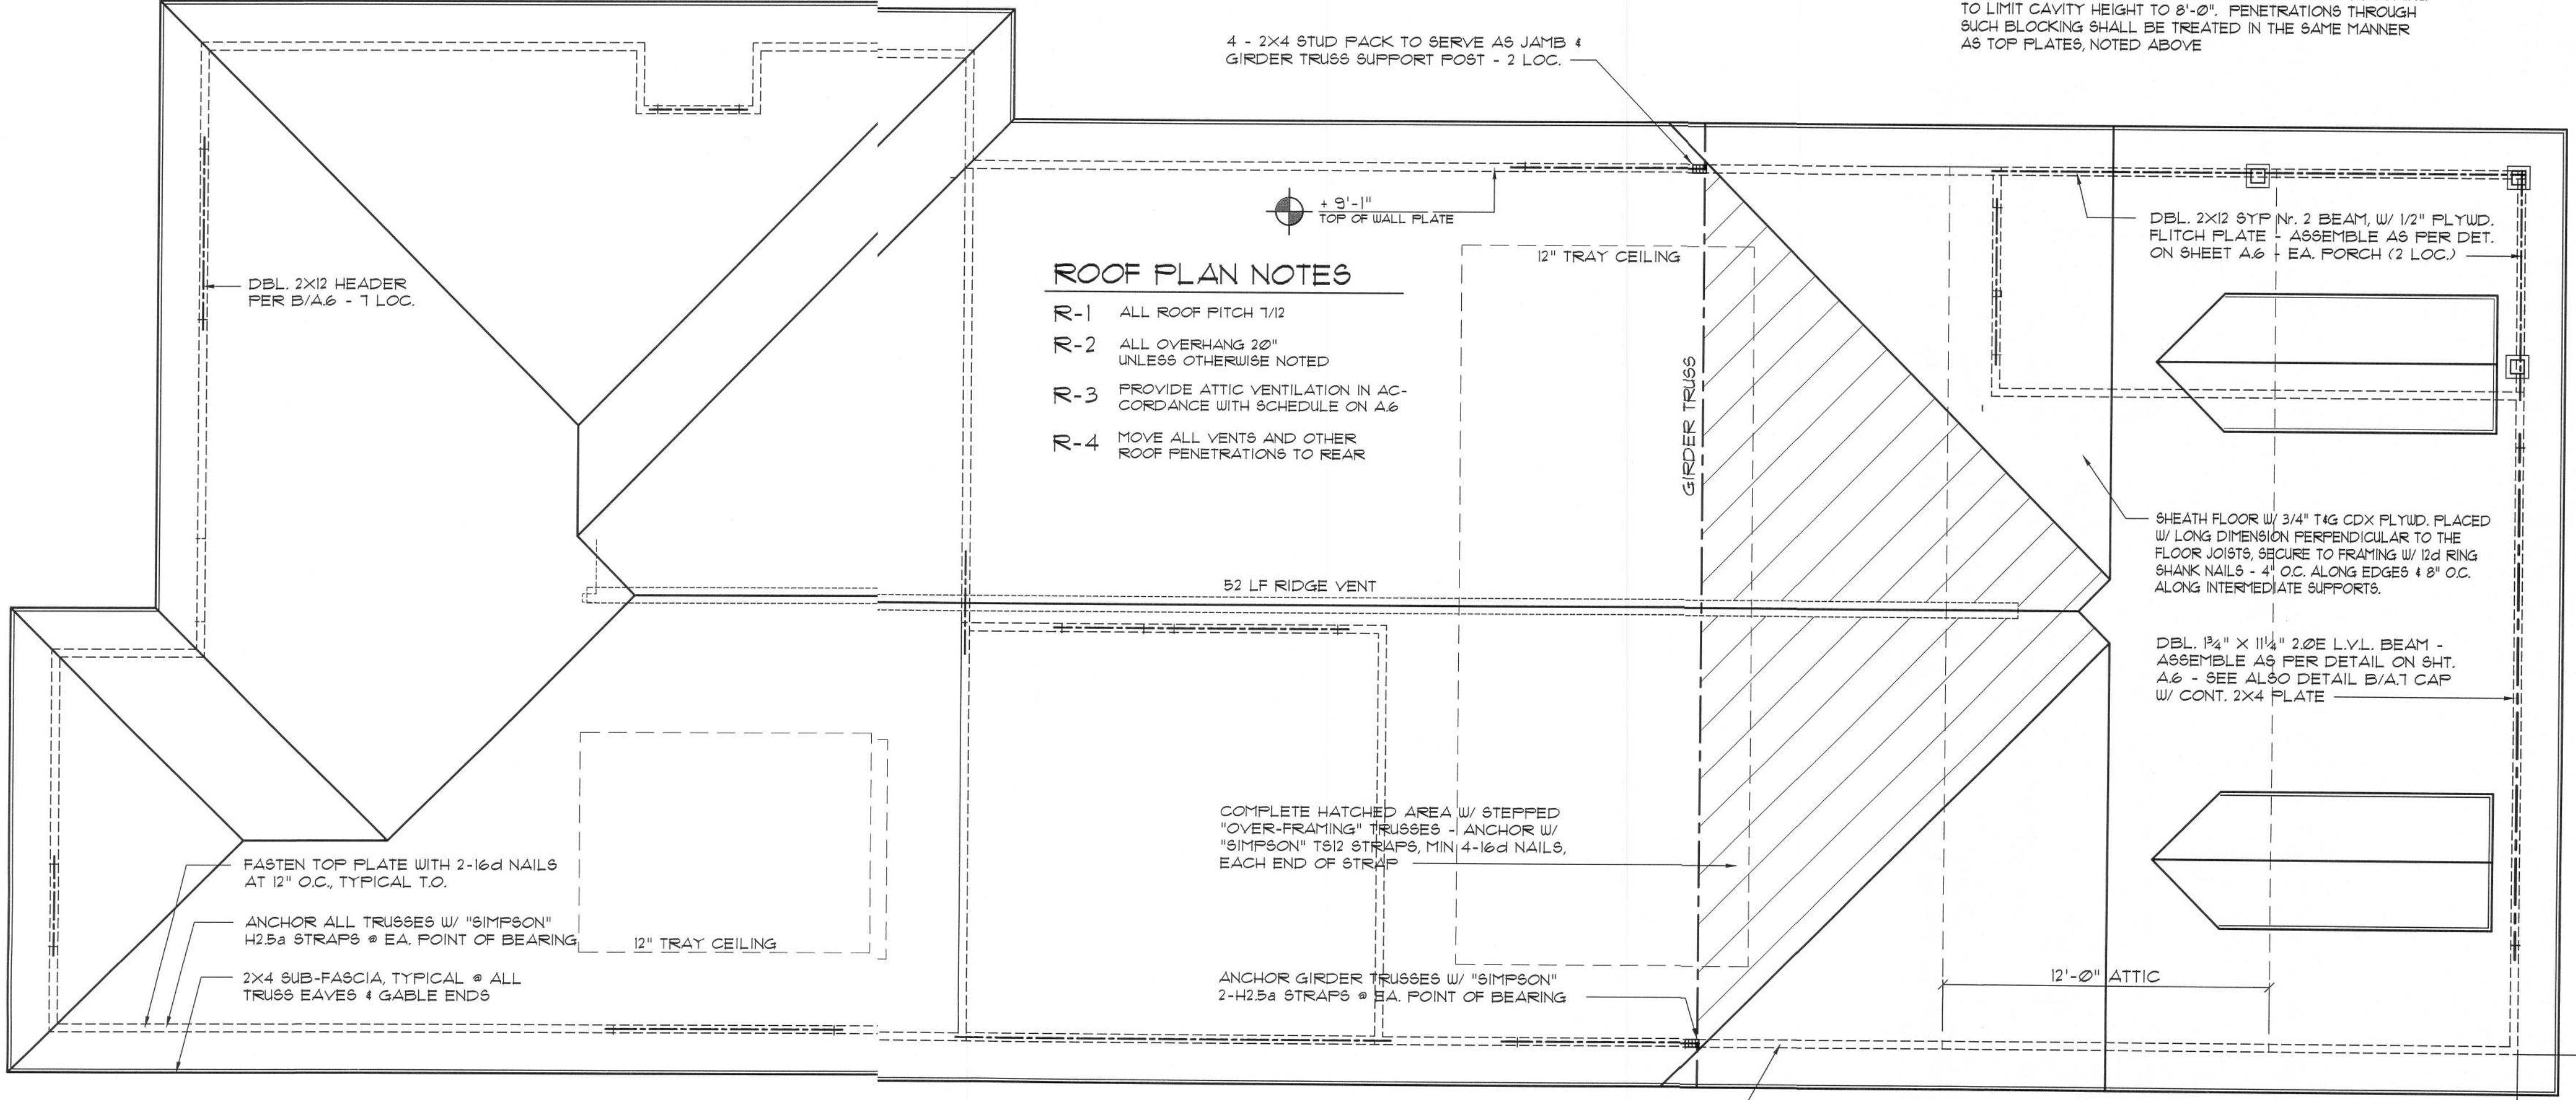 TO LIMIT CAVITY HEIGHT TO 8'-0". PENETRATIONS THROUGH
SUCH BLOCKING SHALL BE TREATED IN THE SAME MANNER
AS TOP PLATES, NOTED ABOVE
4 - 2X4 STUD PACK TO SERVE AS JAMB &
GIRDER TRUSS SUPPORT POST - 2 LOC.
+ 9'-1"
TOP OF WALL PLATE
DBL. 2X12 SYP Nr. 2 BEAM, W/ 1/2" PLYWD.
FLITCH PLATE - ASSEMBLE AS PER DET.
ON SHEET A.6 - EA. PORCH (2 LOC.)
12" TRAY CEILING
DBL. 2X12 HEADER
PER B/A.6 - 7 LOC.
ROOF PLAN NOTES
R-1 ALL ROOF PITCH 7/12
R-2 ALL OVERHANG 20"
UNLESS OTHERWISE NOTED
R-3 PROVIDE ATTIC VENTILATION IN AC-
CORDANCE WITH SCHEDULE ON A.6
R-4 MOVE ALL VENTS AND OTHER
ROOF PENETRATIONS TO REAR
GIRDER TRUSS
SHEATH FLOOR W/ 3/4" T&G CDX PLYWD. PLACED
W/ LONG DIMENSION PERPENDICULAR TO THE
FLOOR JOISTS, SECURE TO FRAMING W/ 12d RING
SHANK NAILS - 4" O.C. ALONG EDGES & 8" O.C.
ALONG INTERMEDIATE SUPPORTS.
52 LF RIDGE VENT
DBL. 1¾" X 11¼" 2.0E L.V.L. BEAM -
ASSEMBLE AS PER DETAIL ON SHT.
A.6 - SEE ALSO DETAIL B/A.7 CAP
W/ CONT. 2X4 PLATE
COMPLETE HATCHED AREA W/ STEPPED
"OVER-FRAMING" TRUSSES - ANCHOR W/
"SIMPSON" TS12 STRAPS, MIN 4-16d NAILS,
EACH END OF STRAP
FASTEN TOP PLATE WITH 2-16d NAILS
AT 12" O.C., TYPICAL T.O.
ANCHOR ALL TRUSSES W/ "SIMPSON"
H2.5a STRAPS @ EA. POINT OF BEARING
12" TRAY CEILING
2X4 SUB-FASCIA, TYPICAL @ ALL
TRUSS EAVES & GABLE ENDS
ANCHOR GIRDER TRUSSES W/ "SIMPSON"
2-H2.5a STRAPS @ EA. POINT OF BEARING
12'-0" ATTIC